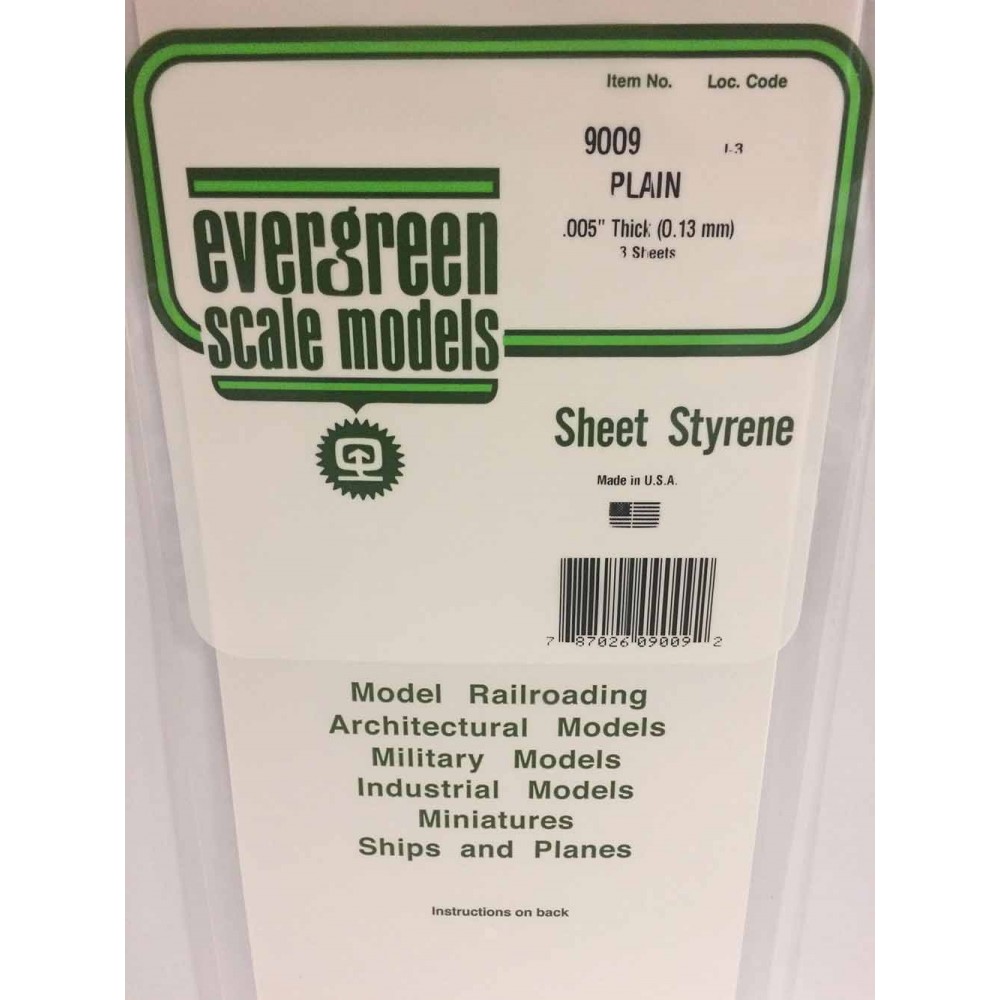 Item No. Loc. Code
9009 I-3
PLAIN
.005" Thick (0.13 mm)
3 Sheets
evergreen
scale models
Sheet Styrene
Made in U.S.A.
7 87026 09009 2
Model Railroading
Architectural Models
Military Models
Industrial Models
Miniatures
Ships and Planes
Instructions on back